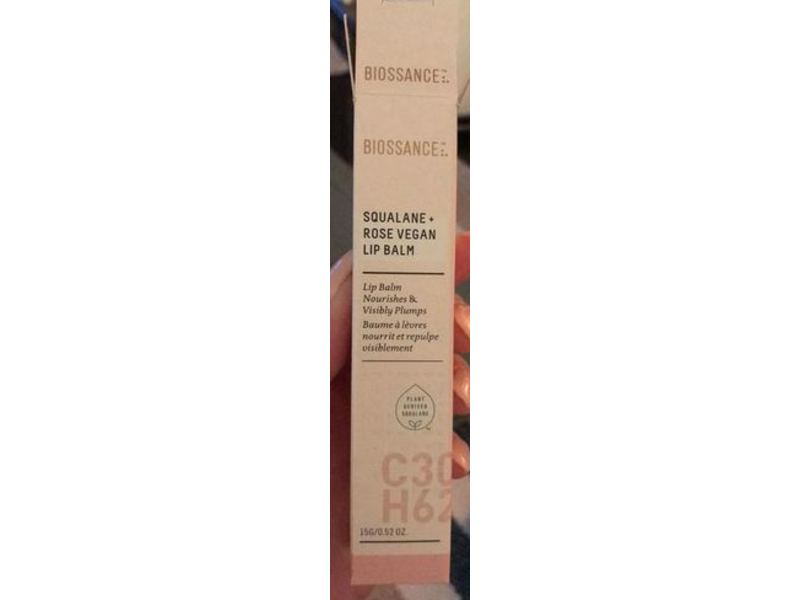 BIOSSANCE
BIOSSANCE
SQUALANE +
ROSE VEGAN
LIP BALM
Lip Balm
Nourishes &
Visibly Plumps
Baume à lèvres
nourrit et repulpe
visiblement
PLANT
DERIVED
SQUALANE
C30
H62
15G/0.52 OZ.